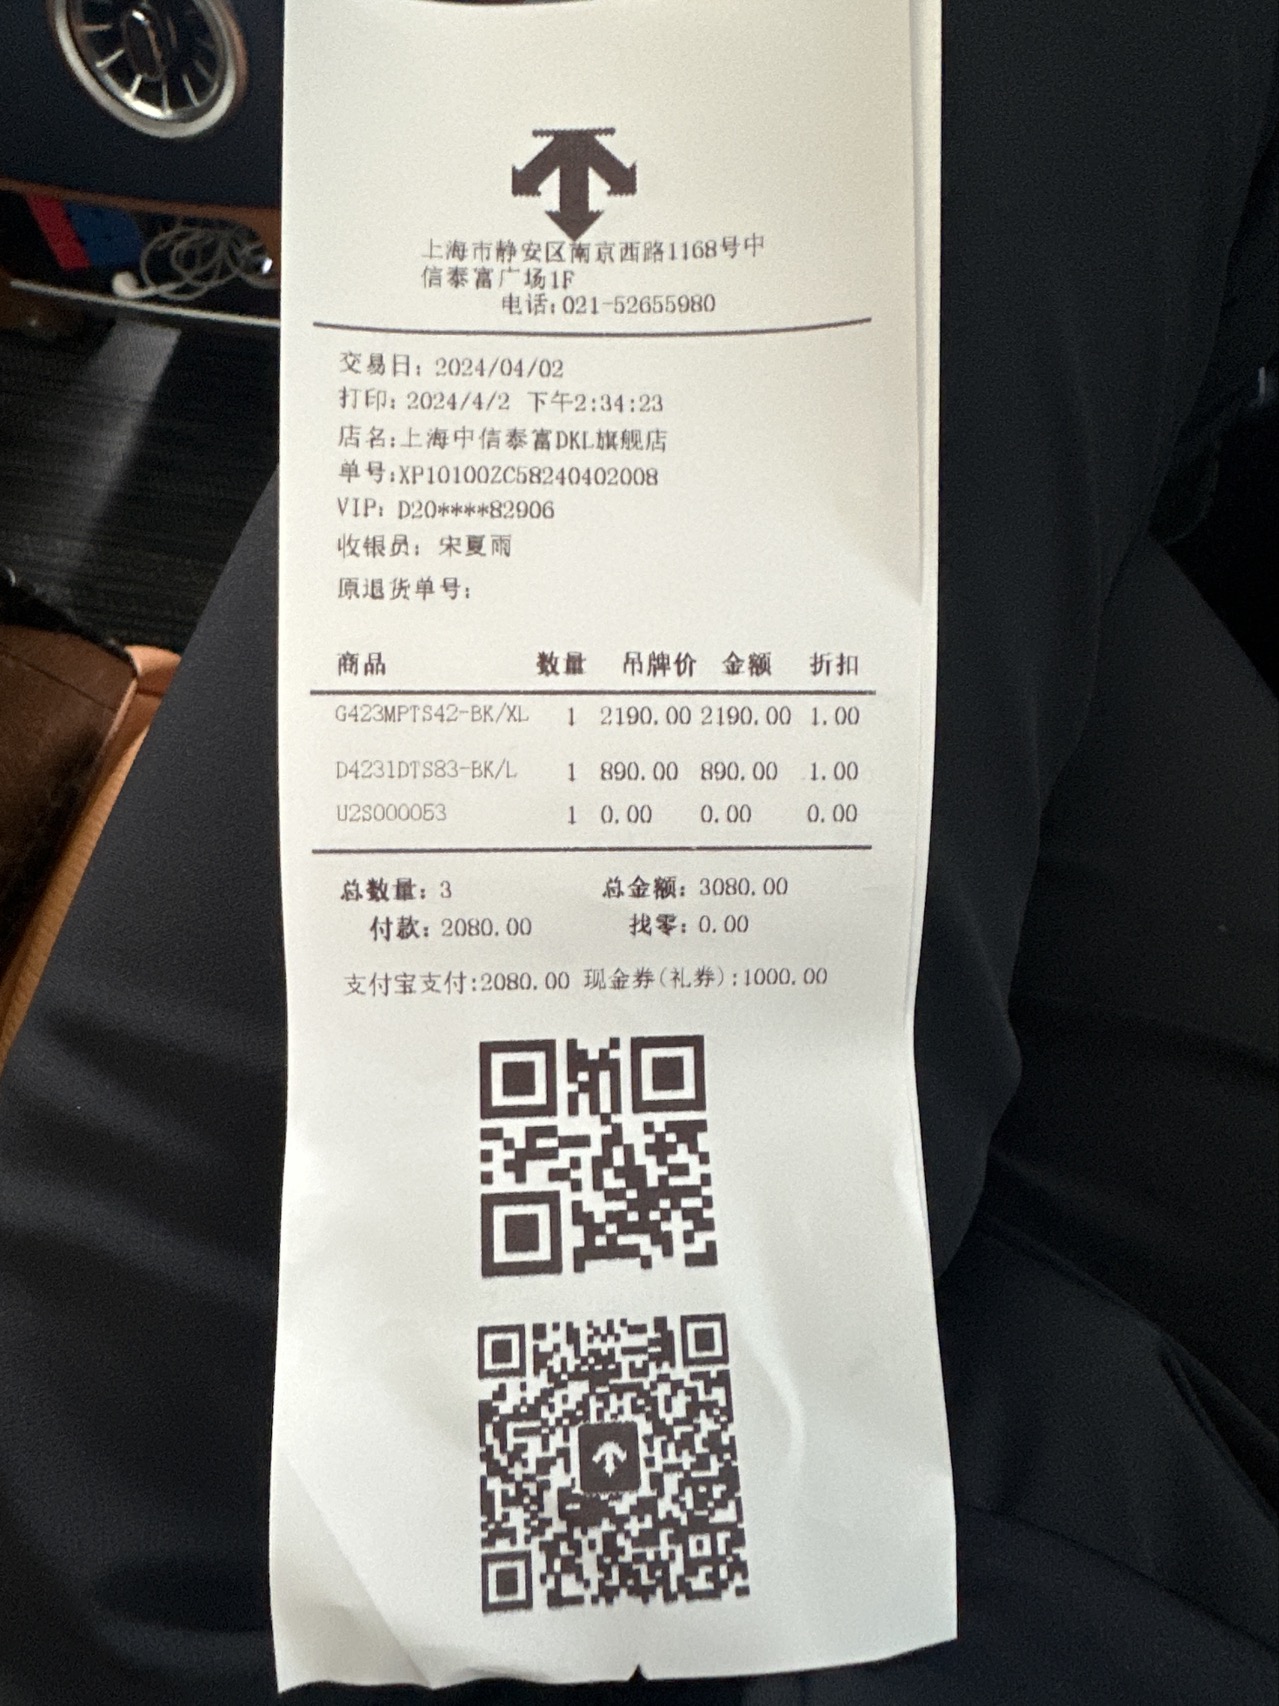 上海市静安区南京西路1168号中
信泰富广场1F
电话:021-52655980
交易日: 2024/04/02
打印: 2024/4/2 下午2:34:23
店名:上海中信泰富DKL旗舰店
单号:XP10100ZC58240402008
VIP: D20****82906
收银员: 宋夏雨
原退货单号:
商品 数量 吊牌价 金额 折扣
G423MPTS42-BK/XL 1 2190.00 2190.00 1.00
D4231DTS83-BK/L 1 890.00 890.00 1.00
U2S000053 1 0.00 0.00 0.00
总数量: 3 总金额: 3080.00
付款: 2080.00 找零: 0.00
支付宝支付:2080.00 现金券(礼券):1000.00